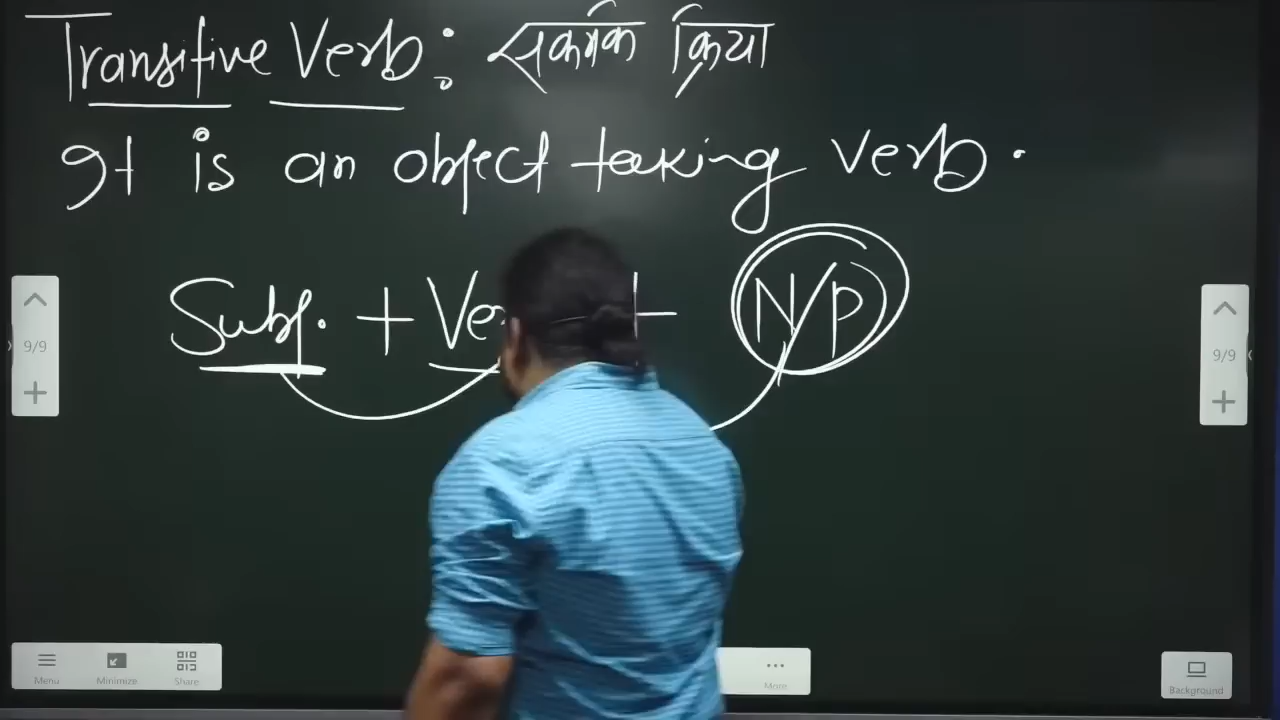 Transitive Verb: सकर्मक क्रिया
It is an object taking verb.
Subj. + Ve + N/P
9/9
9/9
Menu Minimize Share More Background